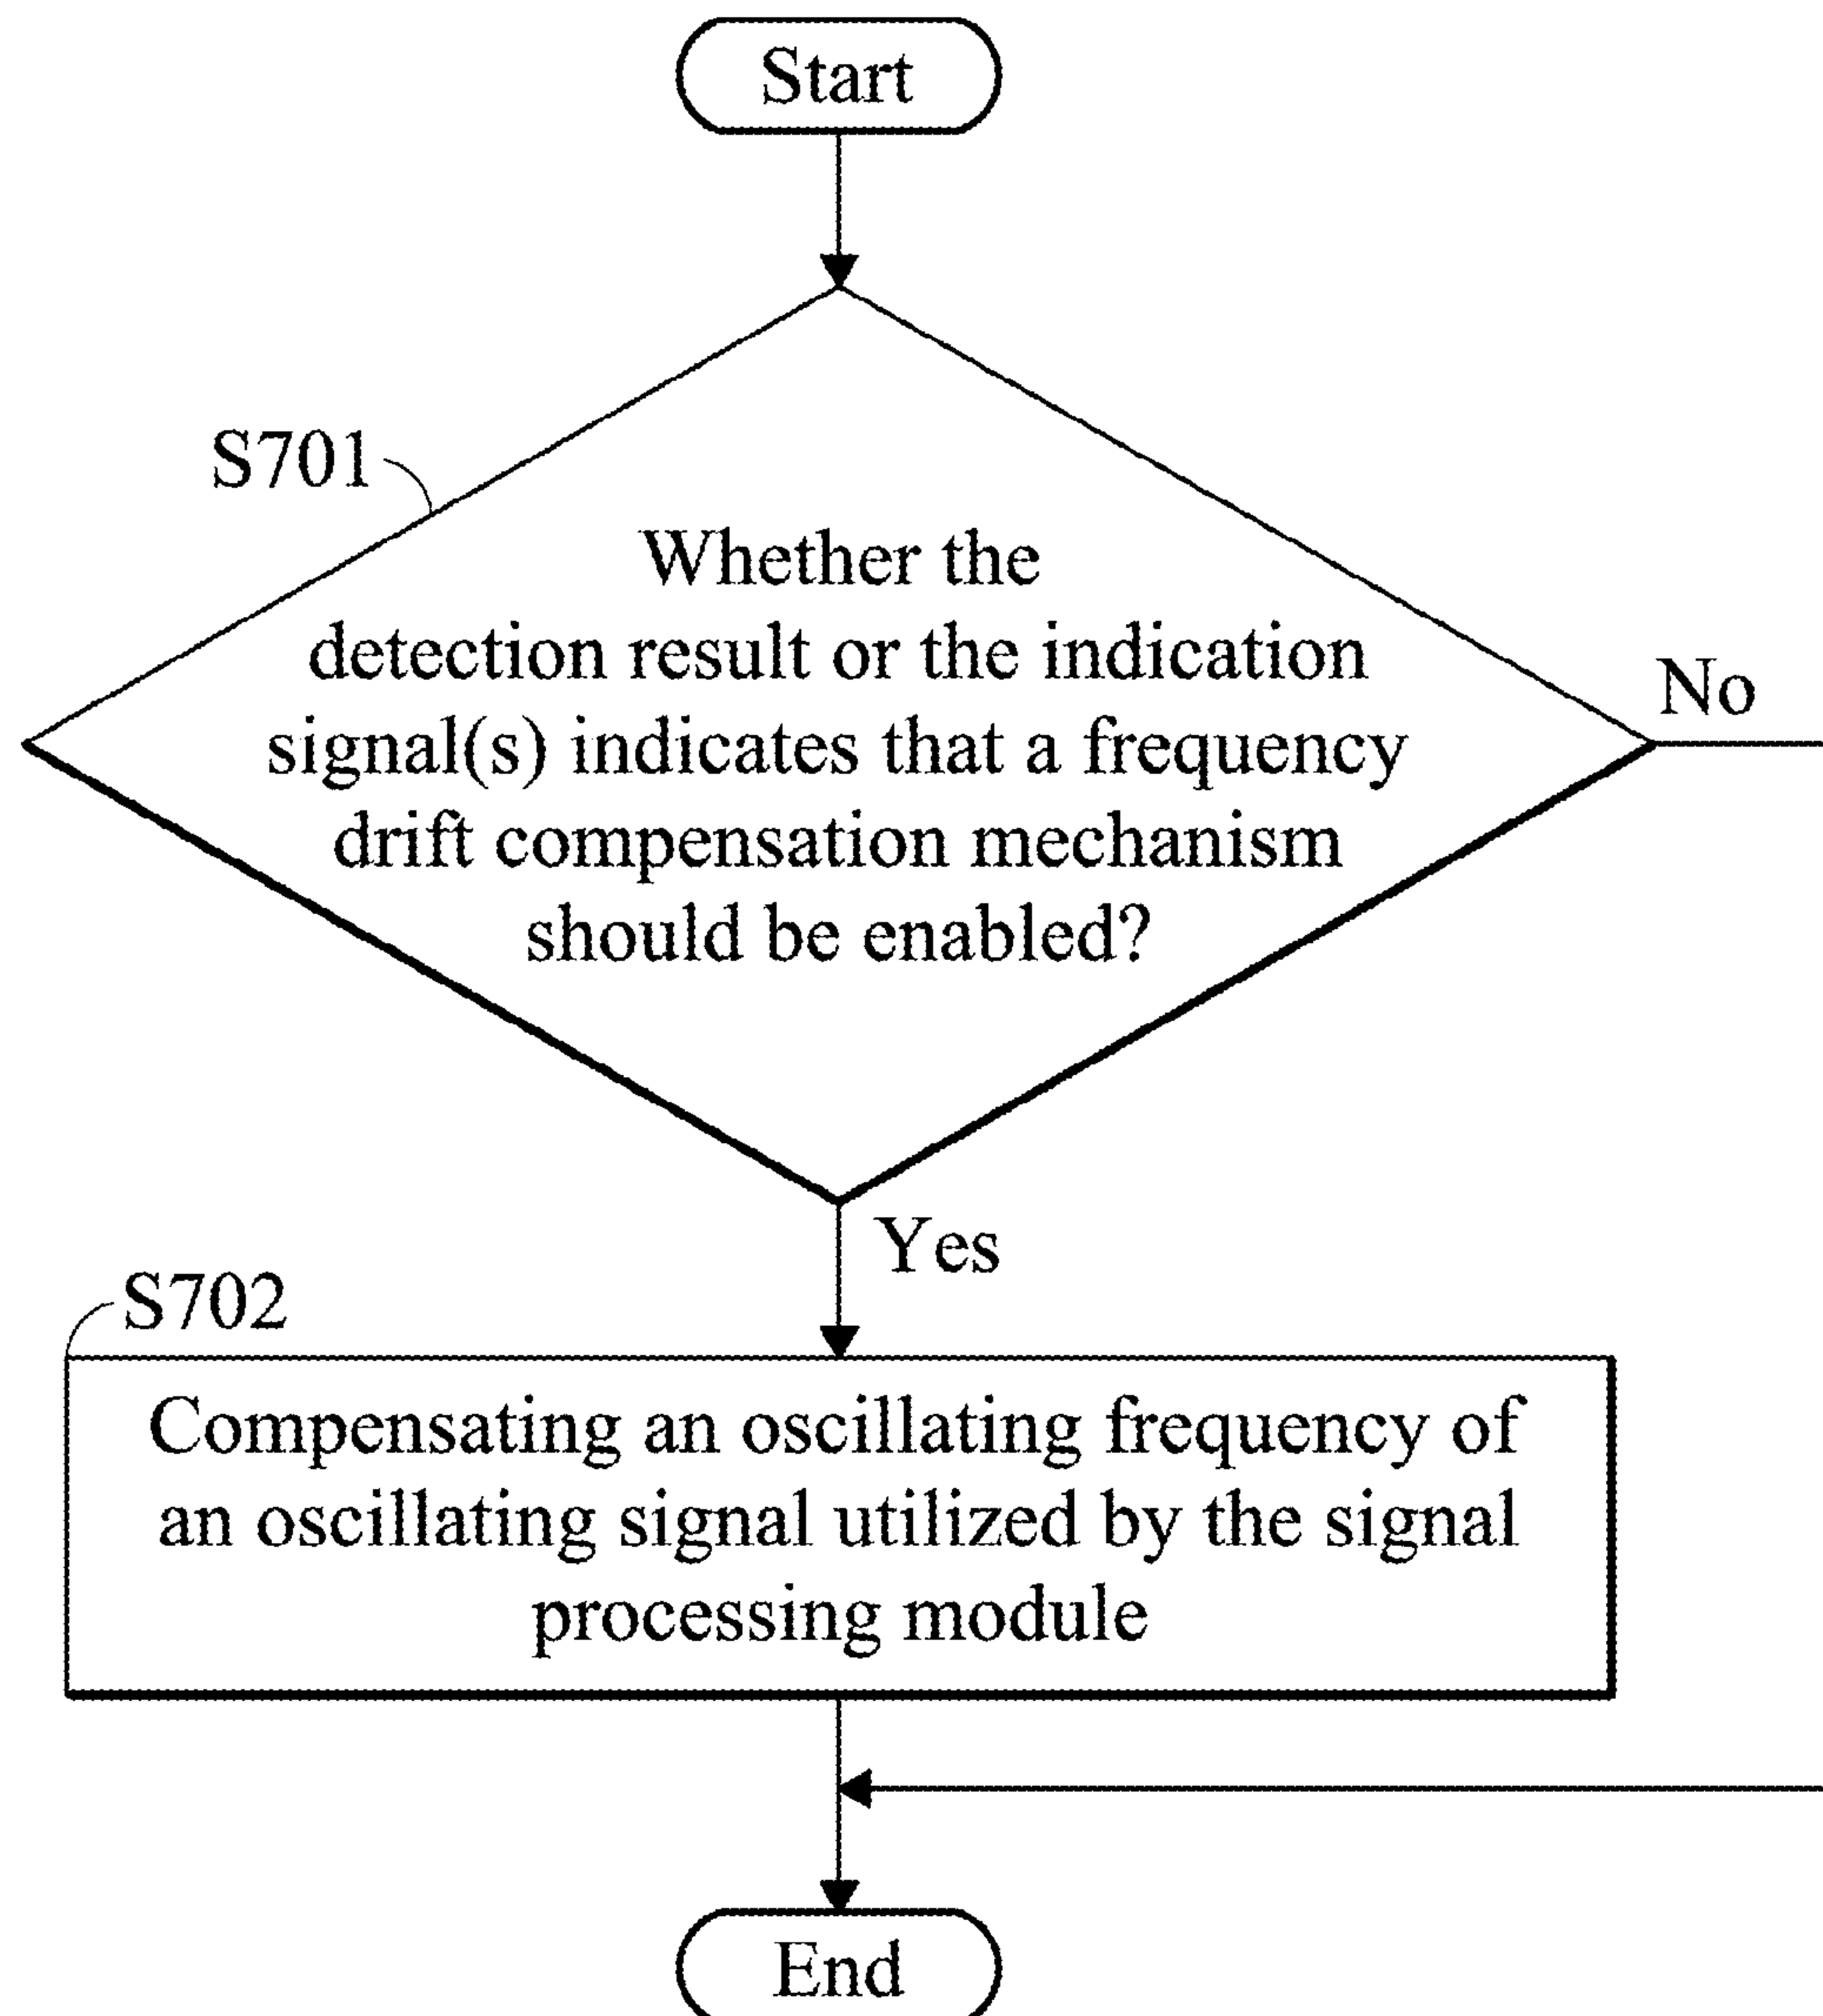 Start
S701
Whether the
detection result or the indication
signal(s) indicates that a frequency
drift compensation mechanism
should be enabled?
No
Yes
S702
Compensating an oscillating frequency of
an oscillating signal utilized by the signal
processing module
End